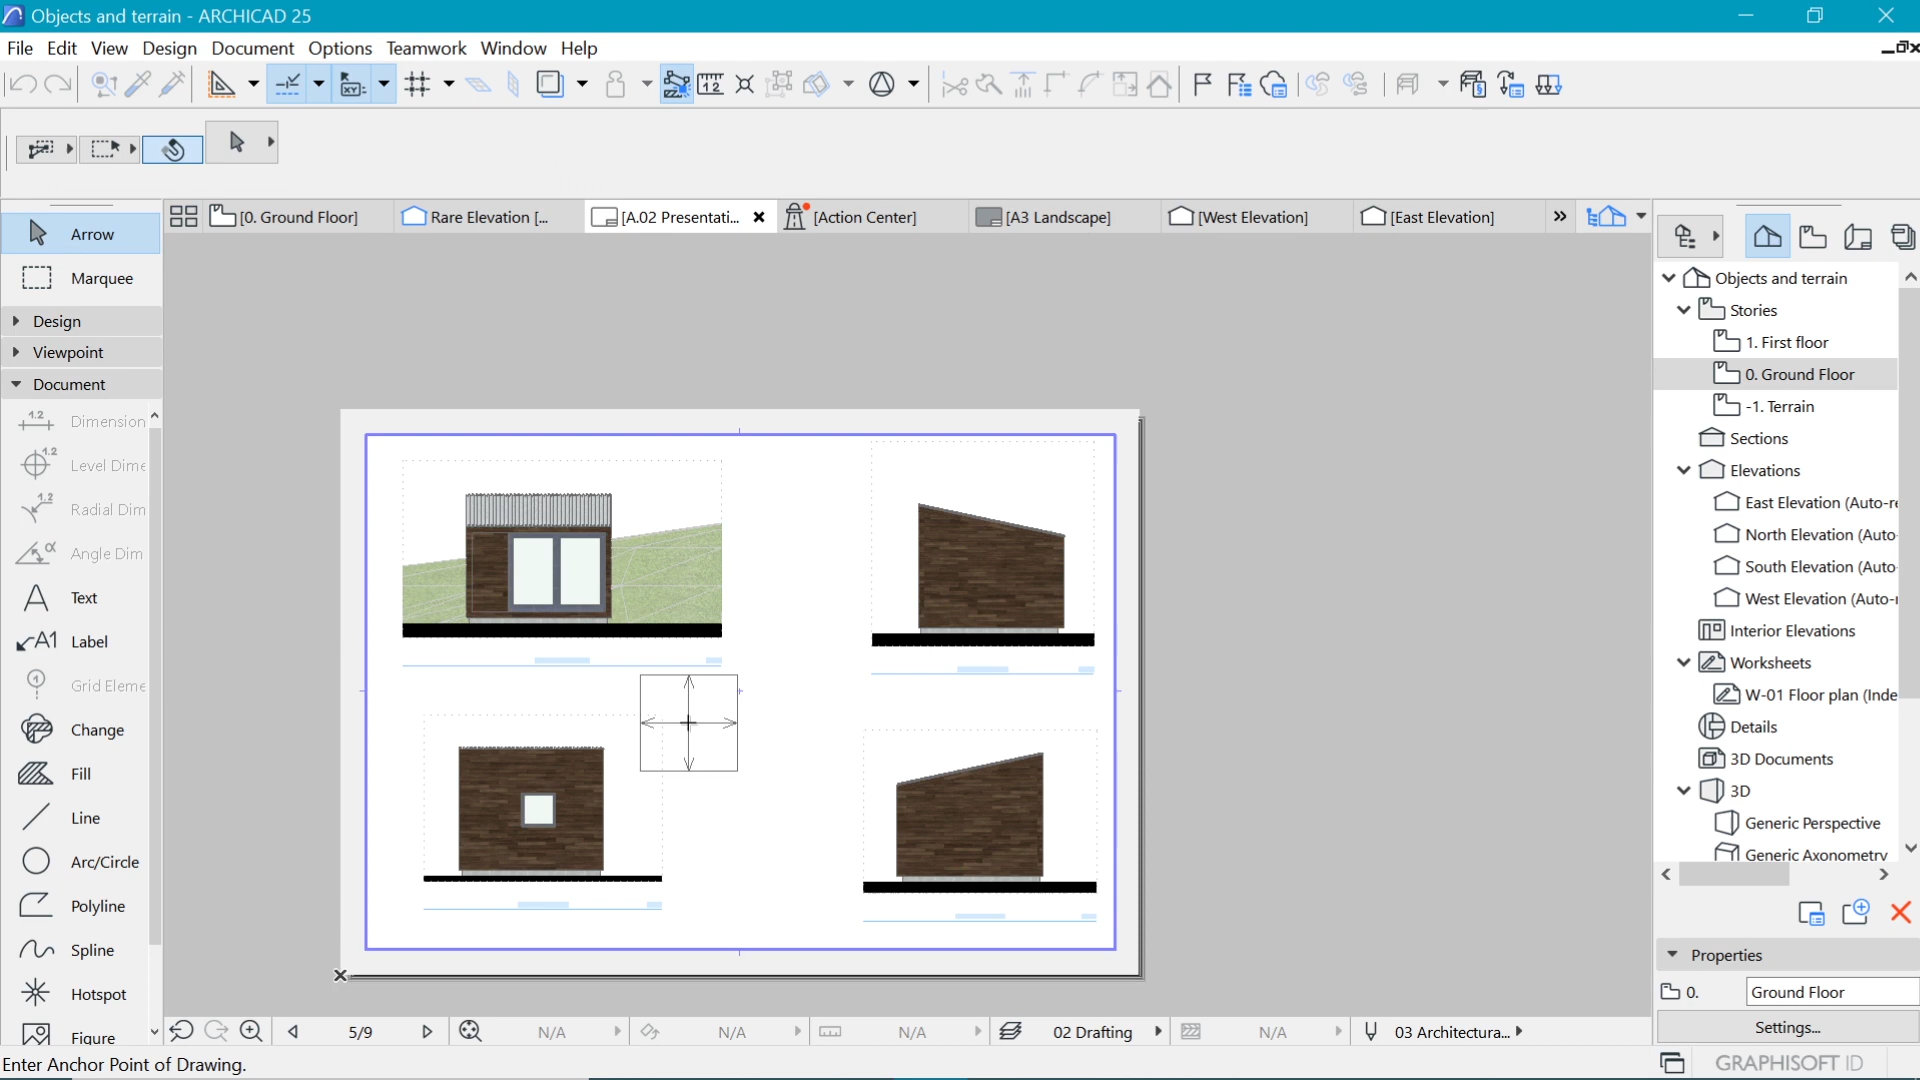 Objects and terrain - ARCHICAD 25
File Edit View Design Document Options Teamwork Window Help
[0. Ground Floor] Rare Elevation [... [A.02 Presentati... [Action Center] [A3 Landscape] [West Elevation] [East Elevation]
Arrow
Marquee
Design
Viewpoint
Document
Dimension
Level Dime
Radial Dim
Angle Dim
Text
Label
Grid Eleme
Change
Fill
Line
Arc/Circle
Polyline
Spline
Hotspot
Figure
Objects and terrain
Stories
1. First floor
0. Ground Floor
-1. Terrain
Sections
Elevations
East Elevation (Auto-re
North Elevation (Auto-
South Elevation (Auto-
West Elevation (Auto-r
Interior Elevations
Worksheets
W-01 Floor plan (Inde
Details
3D Documents
3D
Generic Perspective
Generic Axonometry
Properties
0. Ground Floor
Settings...
5/9 N/A N/A N/A 02 Drafting N/A 03 Architectura...
Enter Anchor Point of Drawing.
GRAPHISOFT ID